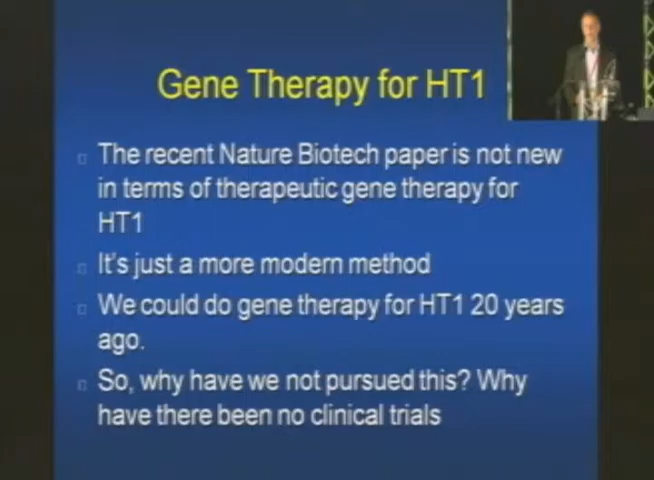 Gene Therapy for HT1
The recent Nature Biotech paper is not new
in terms of therapeutic gene therapy for
HT1
It's just a more modern method
We could do gene therapy for HT1 20 years
ago.
So, why have we not pursued this? Why
have there been no clinical trials